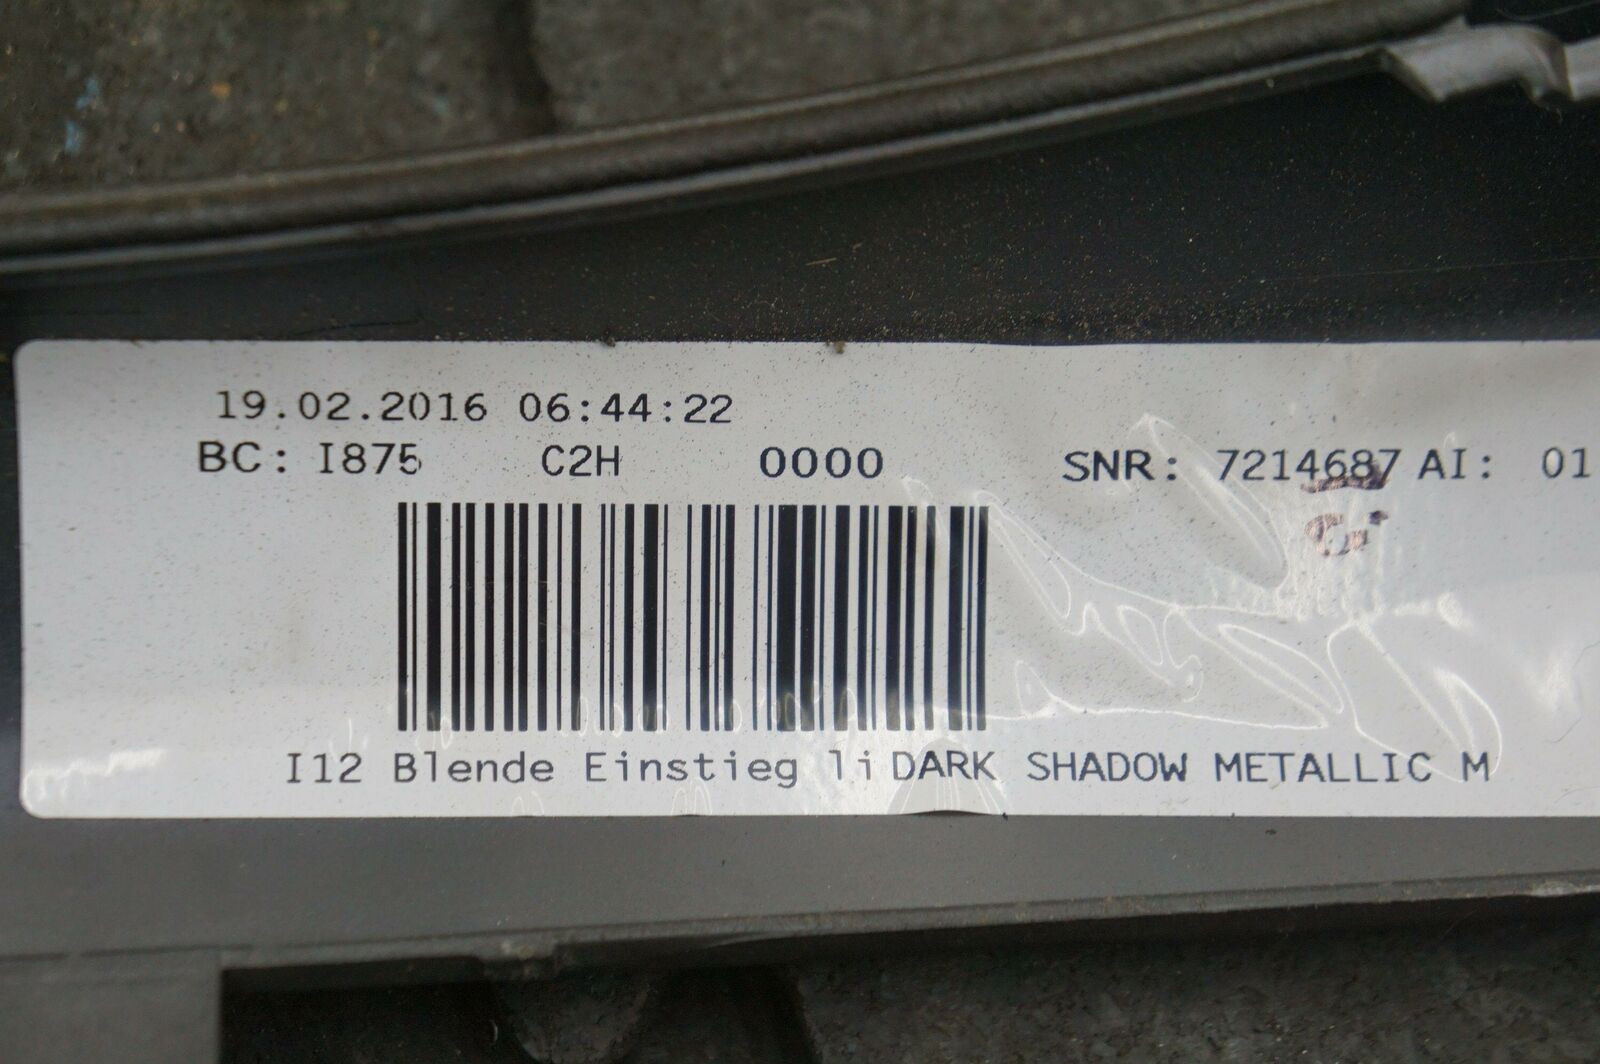 19.02.2016 06:44:22
BC: I875 C2H 0000 SNR: 7214687 AI: 01
I12 Blende Einstieg li DARK SHADOW METALLIC M